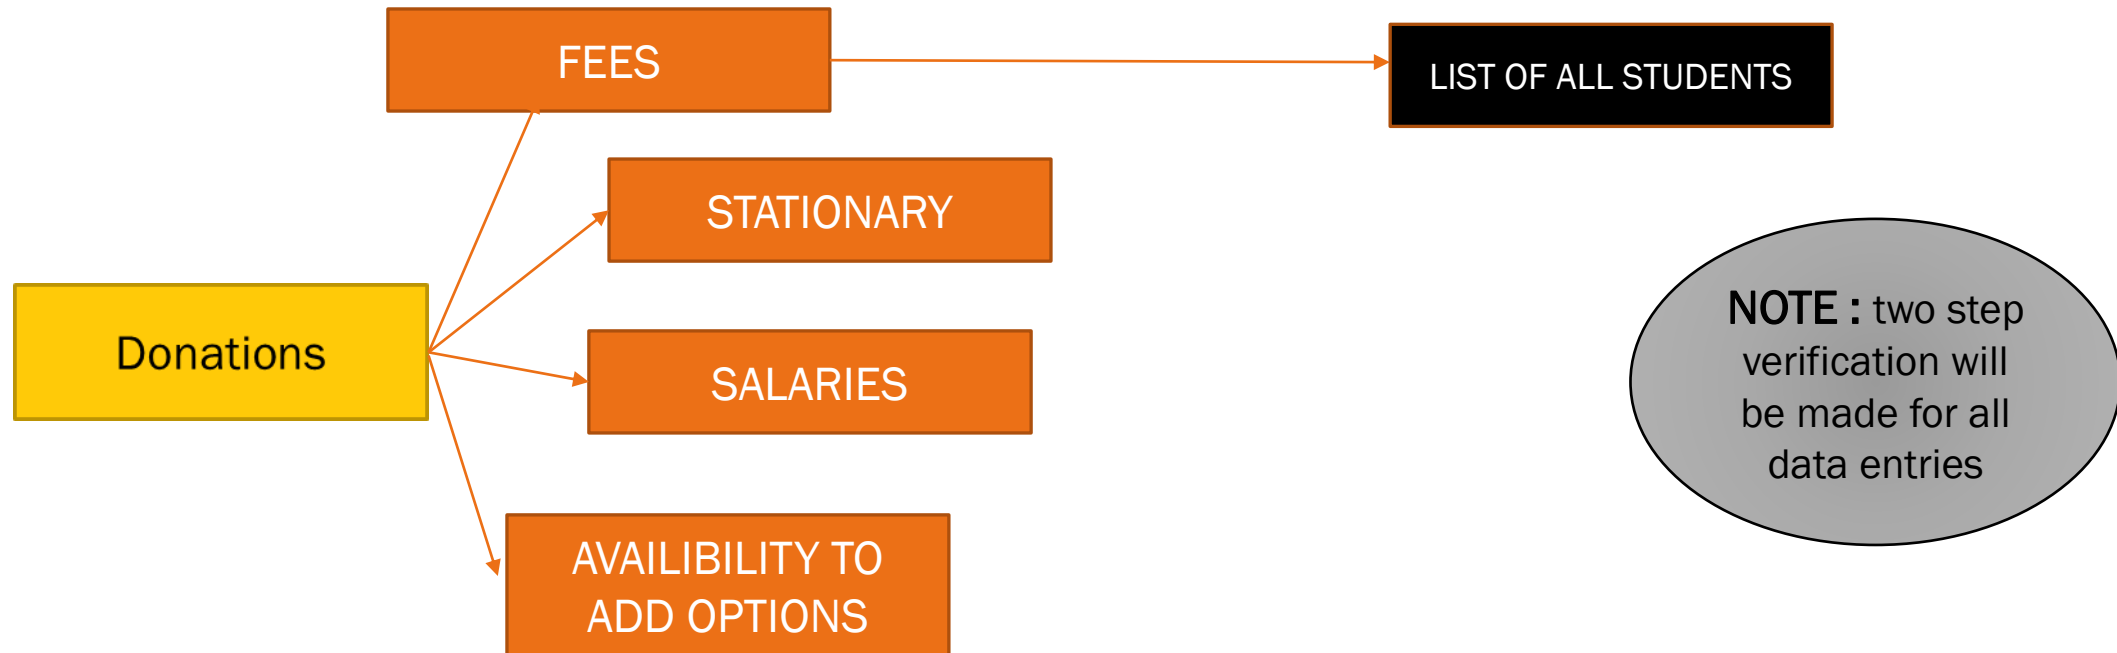 FEES
LIST OF ALL STUDENTS
STATIONARY
Donations
SALARIES
NOTE : two step
verification will
be made for all
data entries
AVAILIBILITY TO
ADD OPTIONS